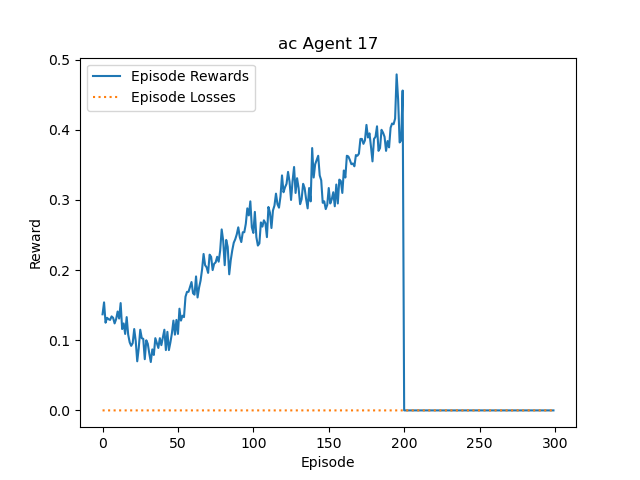 ac Agent 17
Episode Rewards
Episode Losses
0.5
0.4
0.3
0.2
0.1
0.0
Reward
0 50 100 150 200 250 300
Episode